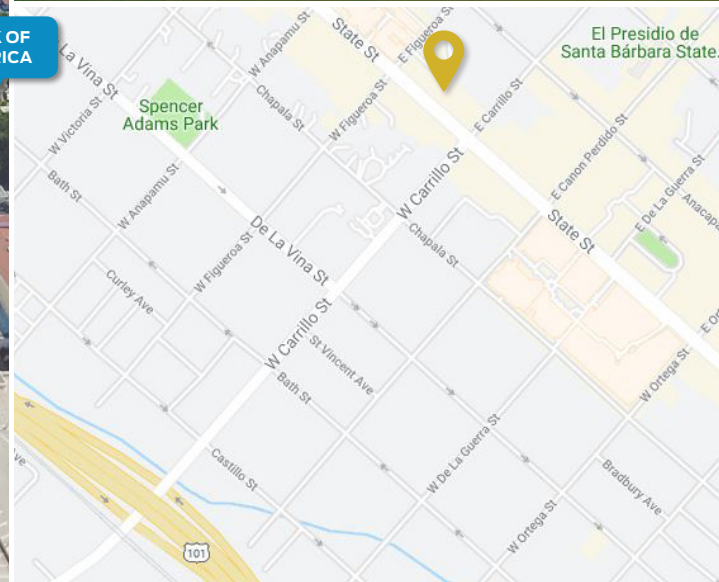 K OF
RICA
State St
E Figueroa St
El Presidio de
Santa Bárbara State.
La Vina St
W Anapamu St
Chapala St
W Victoria St
Spencer
Adams Park
W Figueroa St
E Carrillo St
E Canon Perdido St
E De La Guerra St
Anacapa
Bath St
W Anapamu St
W Carrillo St
State St
De La Vina St
Chapala St
W Figueroa St
Curley Ave
W Carrillo St
St Vincent Ave
Bath St
E Or
W Ortega St
Castillo St
W De La Guerra St
Bradbury Ave
ve
W Ortega St
101